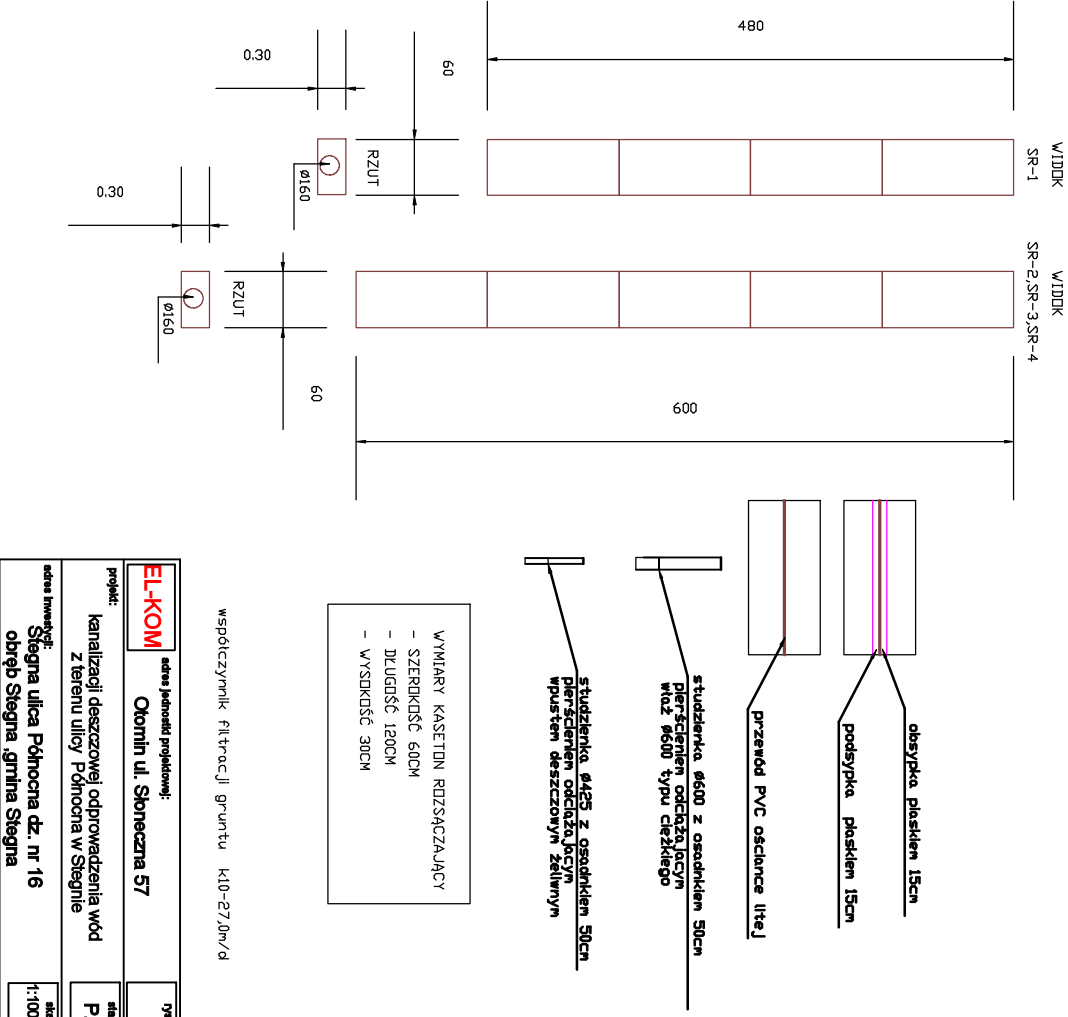 WIDOK
SR-1
480
60
0.30
RZUT
ø160
WIDOK
SR-2,SR-3,SR-4
600
60
0.30
RZUT
ø160
obsypka piaskiem 15cm
podsypka piaskiem 15cm
przewód PVC ościance litej
studzienka ø600 z osadnikiem 50cm
pierścieniem odciążającym
właz ø600 typu ciężkiego
studzienka ø425 z osadnikiem 50cm
pierścieniem odciążającym
wpustem deszczowym żeliwnym
WYMIARY KASETON ROZSĄCZAJĄCY
- SZEROKOŚĆ 60CM
- DŁUGOŚĆ 120CM
- WYSOKOŚĆ 30CM
współczynnik filtracji gruntu k10-27,0m/d
EL-KOM
adres jednostki projektowej:
Otomin ul. Słoneczna 57
rys
projekt:
kanalizacji deszczowej odprowadzenia wód
z terenu ulicy Północna w Stegnie
sta
P.
adres inwestycji:
Stegna ulica Północna dz. nr 16
obręb Stegna ,gmina Stegna
ska
1:100